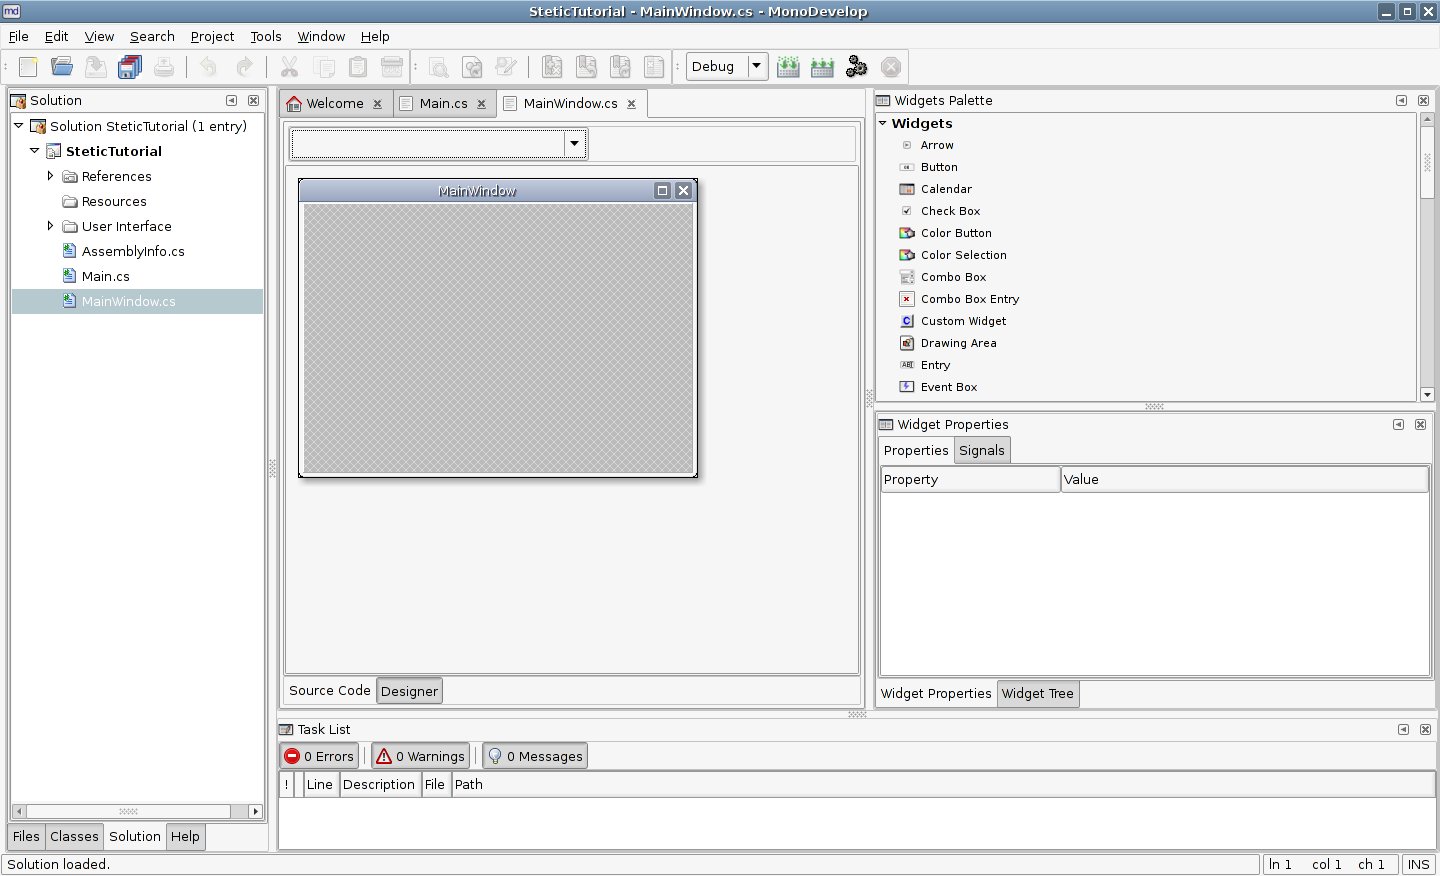 md SteticTutorial - MainWindow.cs - MonoDevelop
File Edit View Search Project Tools Window Help
Debug
Solution
Solution SteticTutorial (1 entry)
SteticTutorial
References
Resources
User Interface
AssemblyInfo.cs
Main.cs
MainWindow.cs
Files Classes Solution Help
Welcome Main.cs MainWindow.cs
MainWindow
Source Code Designer
Widgets Palette
Widgets
Arrow
Button
Calendar
Check Box
Color Button
Color Selection
Combo Box
Combo Box Entry
C Custom Widget
Drawing Area
Entry
Event Box
Widget Properties
Properties Signals
Property Value
Widget Properties Widget Tree
Task List
0 Errors 0 Warnings 0 Messages
! Line Description File Path
Solution loaded.
ln 1 col 1 ch 1 INS